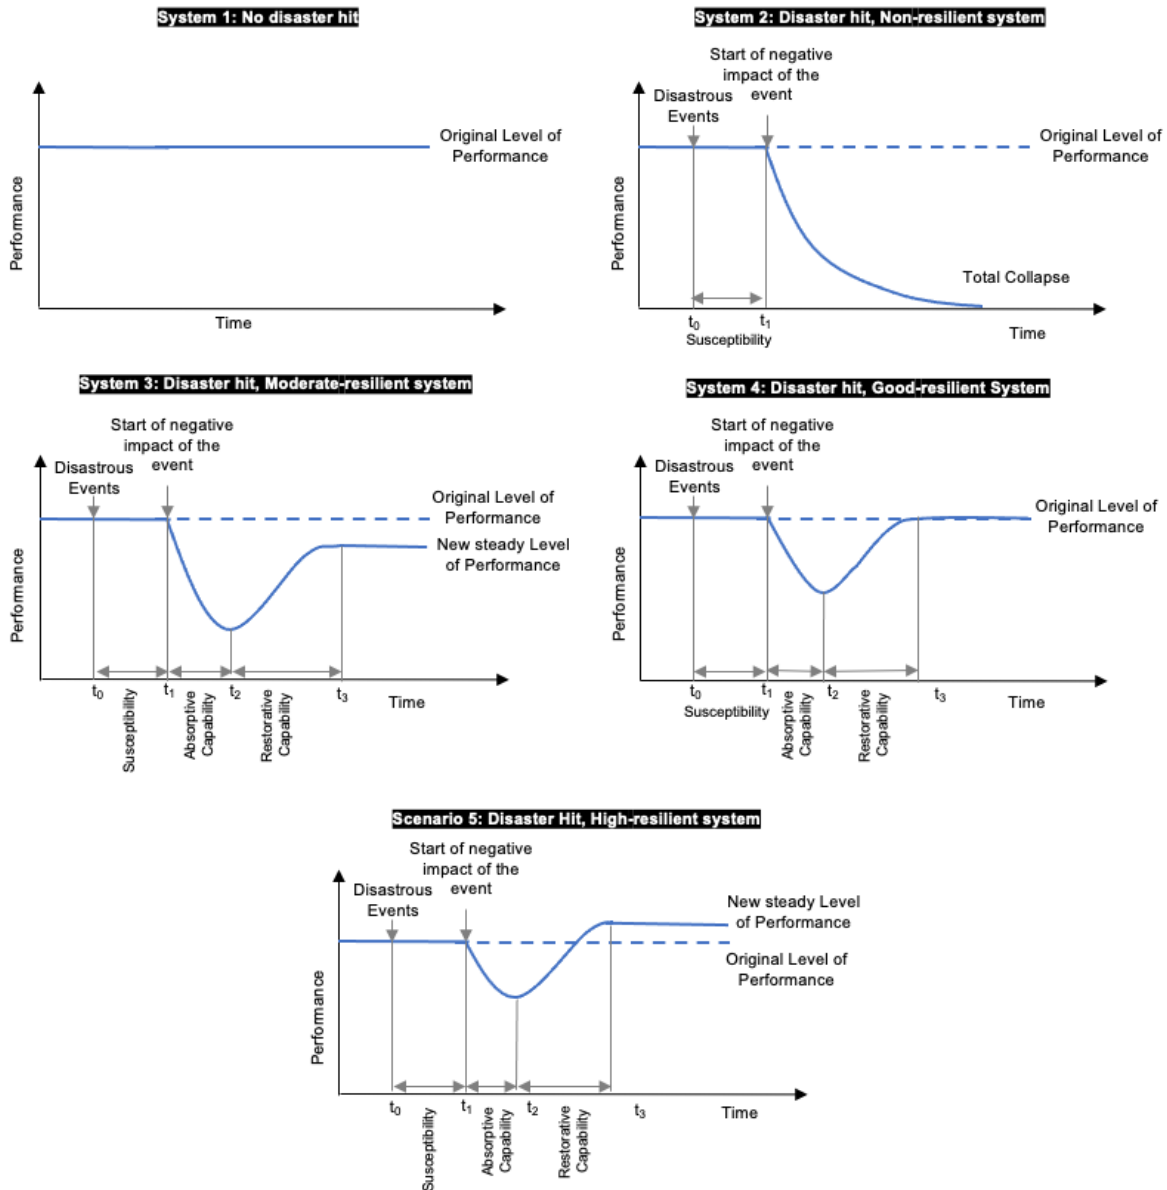 System 1: No disaster hit
Original Level of
Performance
Performance
Time
System 2: Disaster hit, Non-resilient system
Start of negative
impact of the
event
Disastrous
Events
Original Level of
Performance
Performance
Total Collapse
t0
t1
Susceptibility
Time
System 3: Disaster hit, Moderate-resilient system
Start of negative
impact of the
event
Disastrous
Events
Original Level of
Performance
New steady Level
of Performance
Performance
t0
t1
t2
t3
Time
Susceptibility
Absorptive
Capability
Restorative
Capability
System 4: Disaster hit, Good-resilient System
Start of negative
impact of the
event
Disastrous
Events
Original Level of
Performance
Performance
t0
t1
t2
t3
Time
Susceptibility
Absorptive
Capability
Restorative
Capability
Scenario 5: Disaster Hit, High-resilient system
Start of negative
impact of the
event
Disastrous
Events
New steady Level
of Performance
Original Level of
Performance
Performance
t0
t1
t2
t3
Time
Susceptibility
Absorptive
Capability
Restorative
Capability